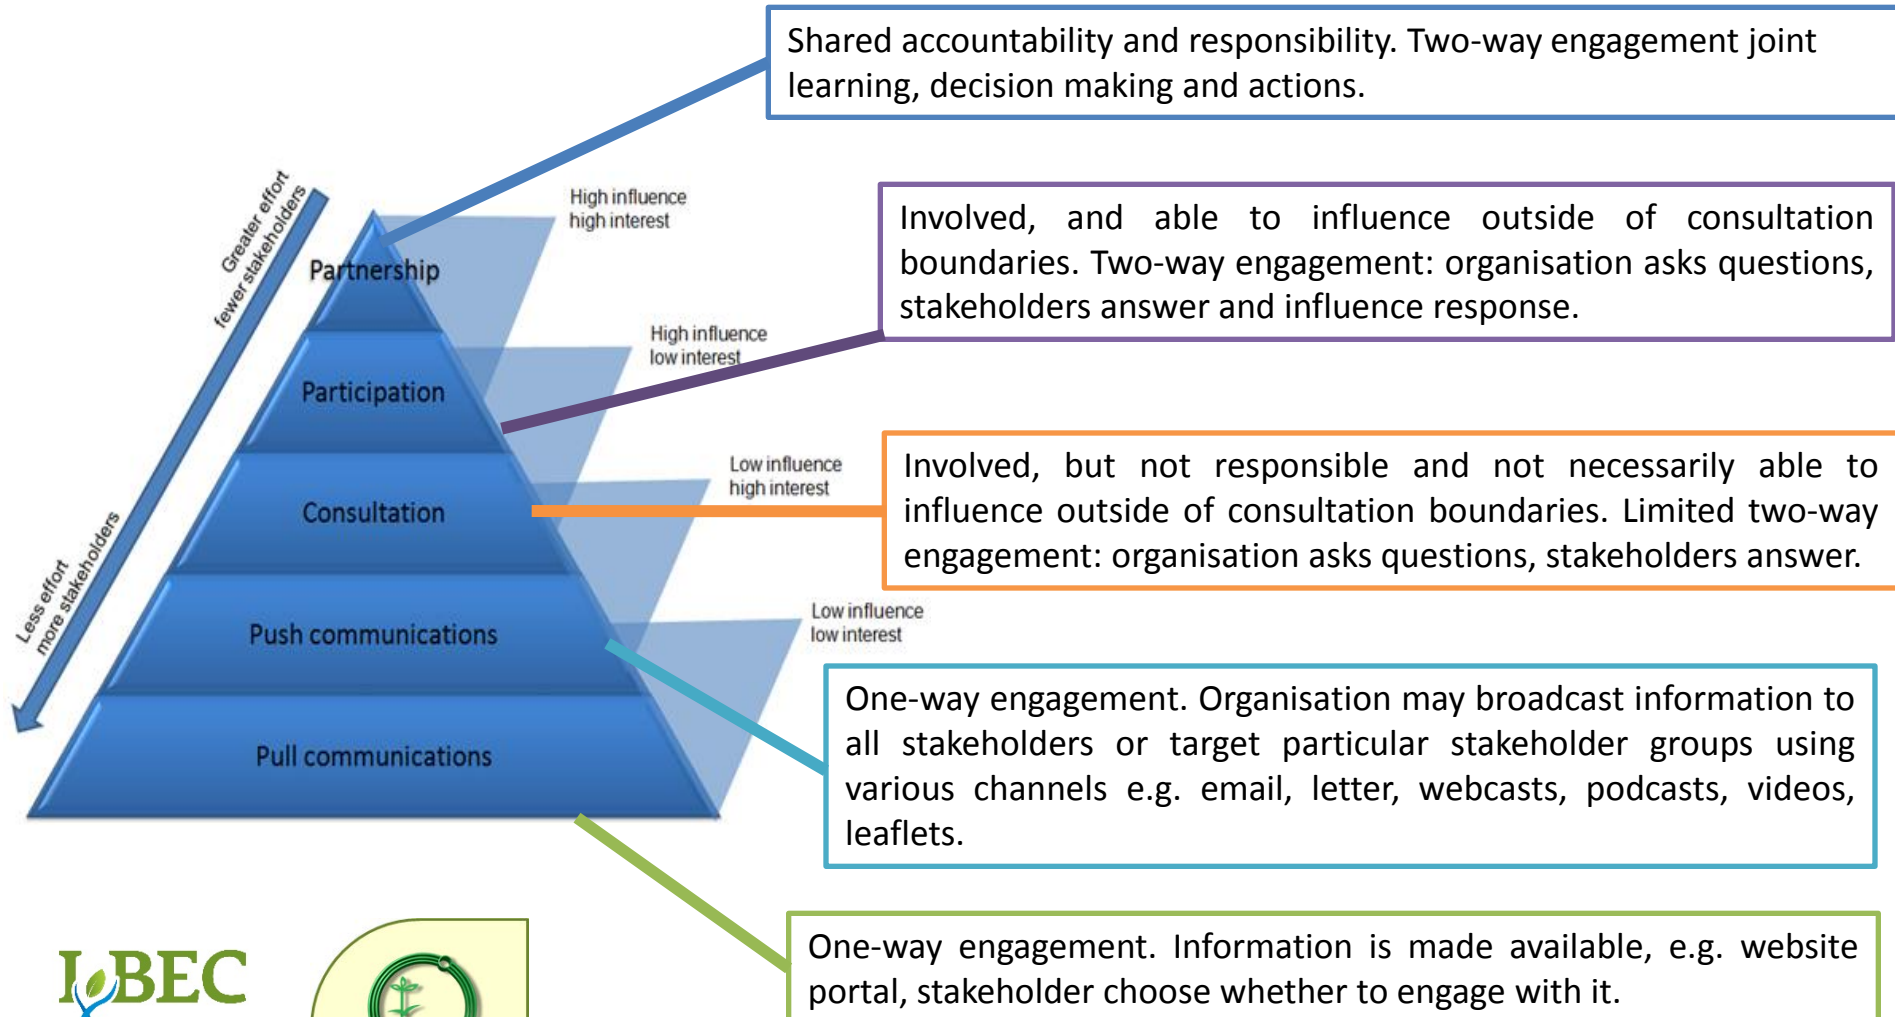 Shared accountability and responsibility. Two-way engagement joint
learning, decision making and actions.
Greater effort
fewer stakeholders
High influence
high interest
Partnership
Involved, and able to influence outside of consultation
boundaries. Two-way engagement: organisation asks questions,
stakeholders answer and influence response.
High influence
low interest
Participation
Low influence
high interest
Consultation
Involved, but not responsible and not necessarily able to
influence outside of consultation boundaries. Limited two-way
engagement: organisation asks questions, stakeholders answer.
Less effort
more stakeholders
Low influence
low interest
Push communications
One-way engagement. Organisation may broadcast information to
all stakeholders or target particular stakeholder groups using
various channels e.g. email, letter, webcasts, podcasts, videos,
leaflets.
Pull communications
One-way engagement. Information is made available, e.g. website
portal, stakeholder choose whether to engage with it.
IoBEC